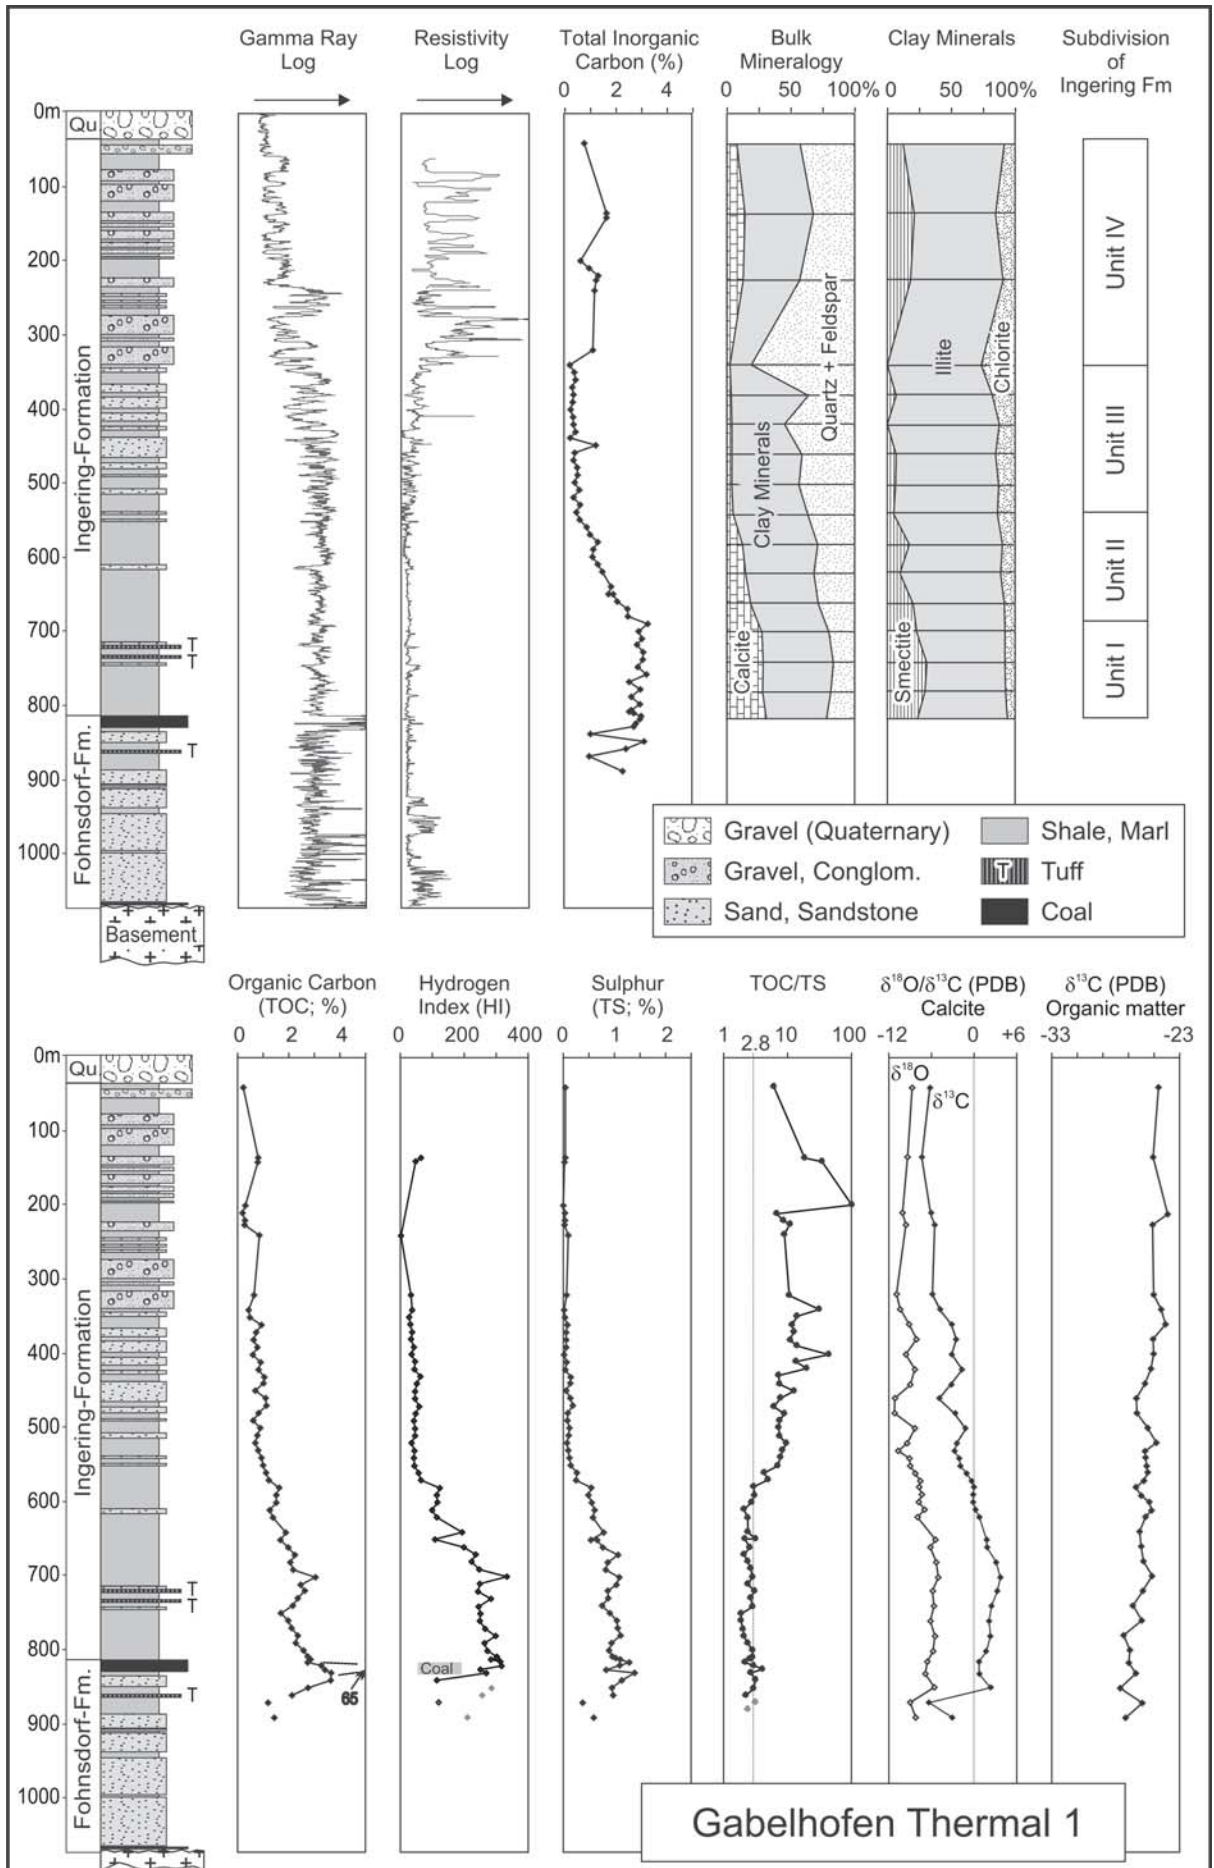 Gamma Ray
Log
Resistivity
Log
Total Inorganic
Carbon (%)
0 2 4
Bulk
Mineralogy
0 50 100%
Clay Minerals
0 50 100%
Subdivision
of
Ingering Fm
0m
100
200
300
400
500
600
700
800
900
1000
Qu
Ingering-Formation
Fohnsdorf-Fm.
T
T
T
Basement
Calcite
Clay Minerals
Quartz + Feldspar
Smectite
Illite
Chlorite
Unit IV
Unit III
Unit II
Unit I
Gravel (Quaternary)
Gravel, Conglom.
Sand, Sandstone
Shale, Marl
T Tuff
Coal
Organic Carbon
(TOC; %)
0 2 4
Hydrogen
Index (HI)
0 200 400
Sulphur
(TS; %)
0 1 2
TOC/TS
1 10 100
2.8
δ18O/δ13C (PDB)
Calcite
-12 0 +6
δ13C (PDB)
Organic matter
-33 -23
0m
100
200
300
400
500
600
700
800
900
1000
Qu
Ingering-Formation
Fohnsdorf-Fm.
T
T
T
65
Coal
δ18O
δ13C
Gabelhofen Thermal 1